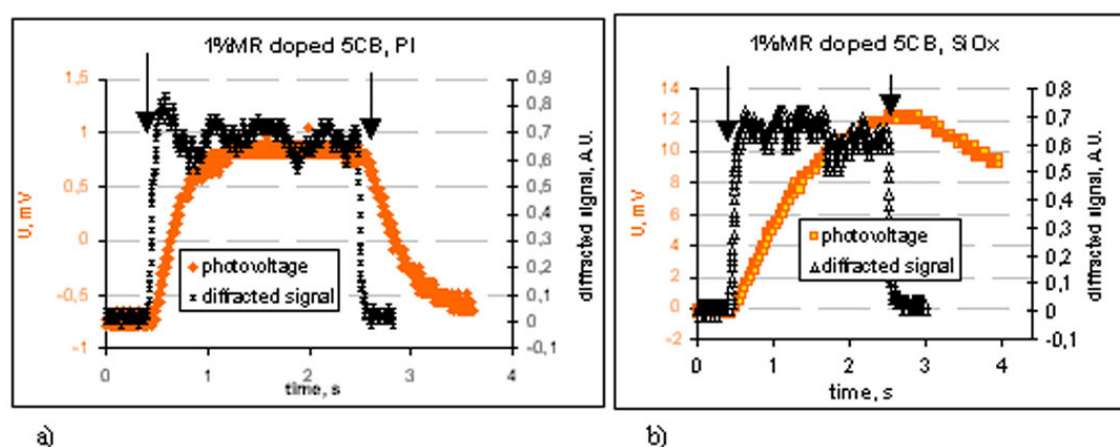 1%MR doped 5CB, PI
1,5
1
0,5
0
-0,5
-1
U, mV
0,9
0,8
0,7
0,6
0,5
0,4
0,3
0,2
0,1
0
-0,1
diffracted signal, A.U.
photovoltage
diffracted signal
0 1 2 3 4
time, s
a)
1%MR doped 5CB, SiOx
14
12
10
8
6
4
2
0
-2
U, mV
0,8
0,7
0,6
0,5
0,4
0,3
0,2
0,1
0
-0,1
diffracted signal, A.U.
photovoltage
diffracted signal
0 1 2 3 4
time, s
b)